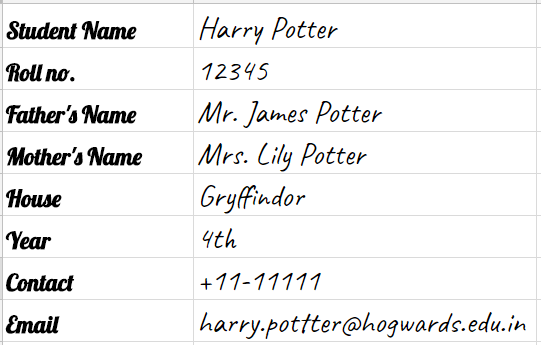 Student Name Harry Potter
Roll no. 12345
Father's Name Mr. James Potter
Mother's Name Mrs. Lily Potter
House Gryffindor
Year 4th
Contact +11-11111
Email harry.pottter@hogwards.edu.in